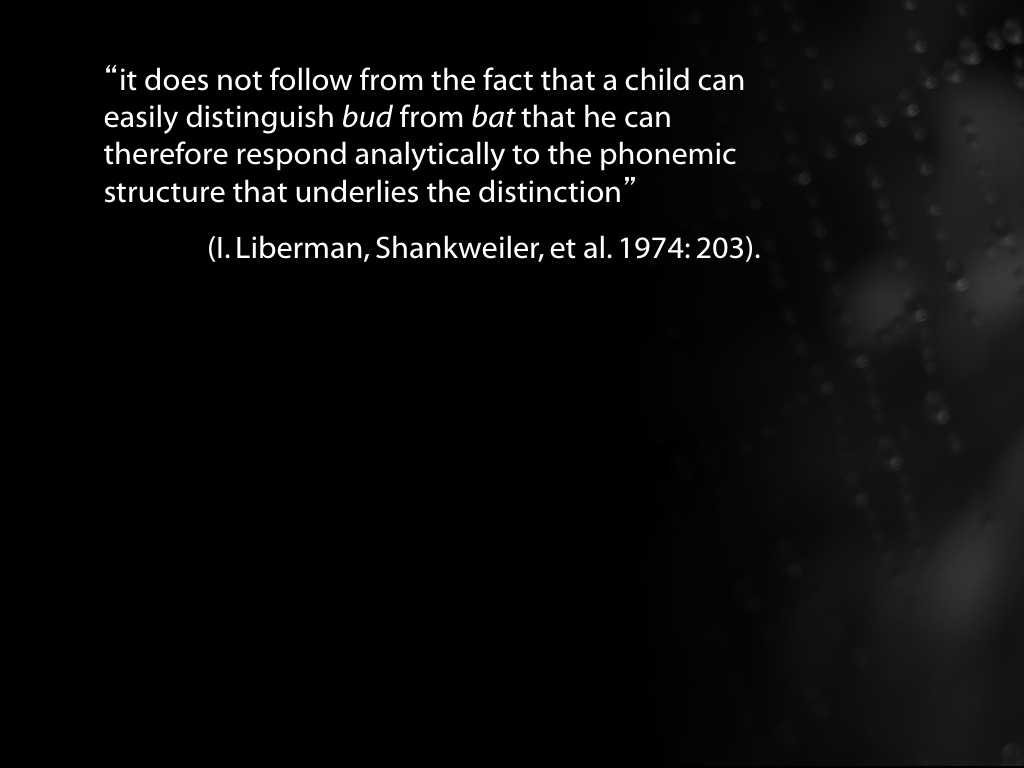 “it does not follow from the fact that a child can
easily distinguish bud from bat that he can
therefore respond analytically to the phonemic
structure that underlies the distinction”
(I. Liberman, Shankweiler, et al. 1974: 203).